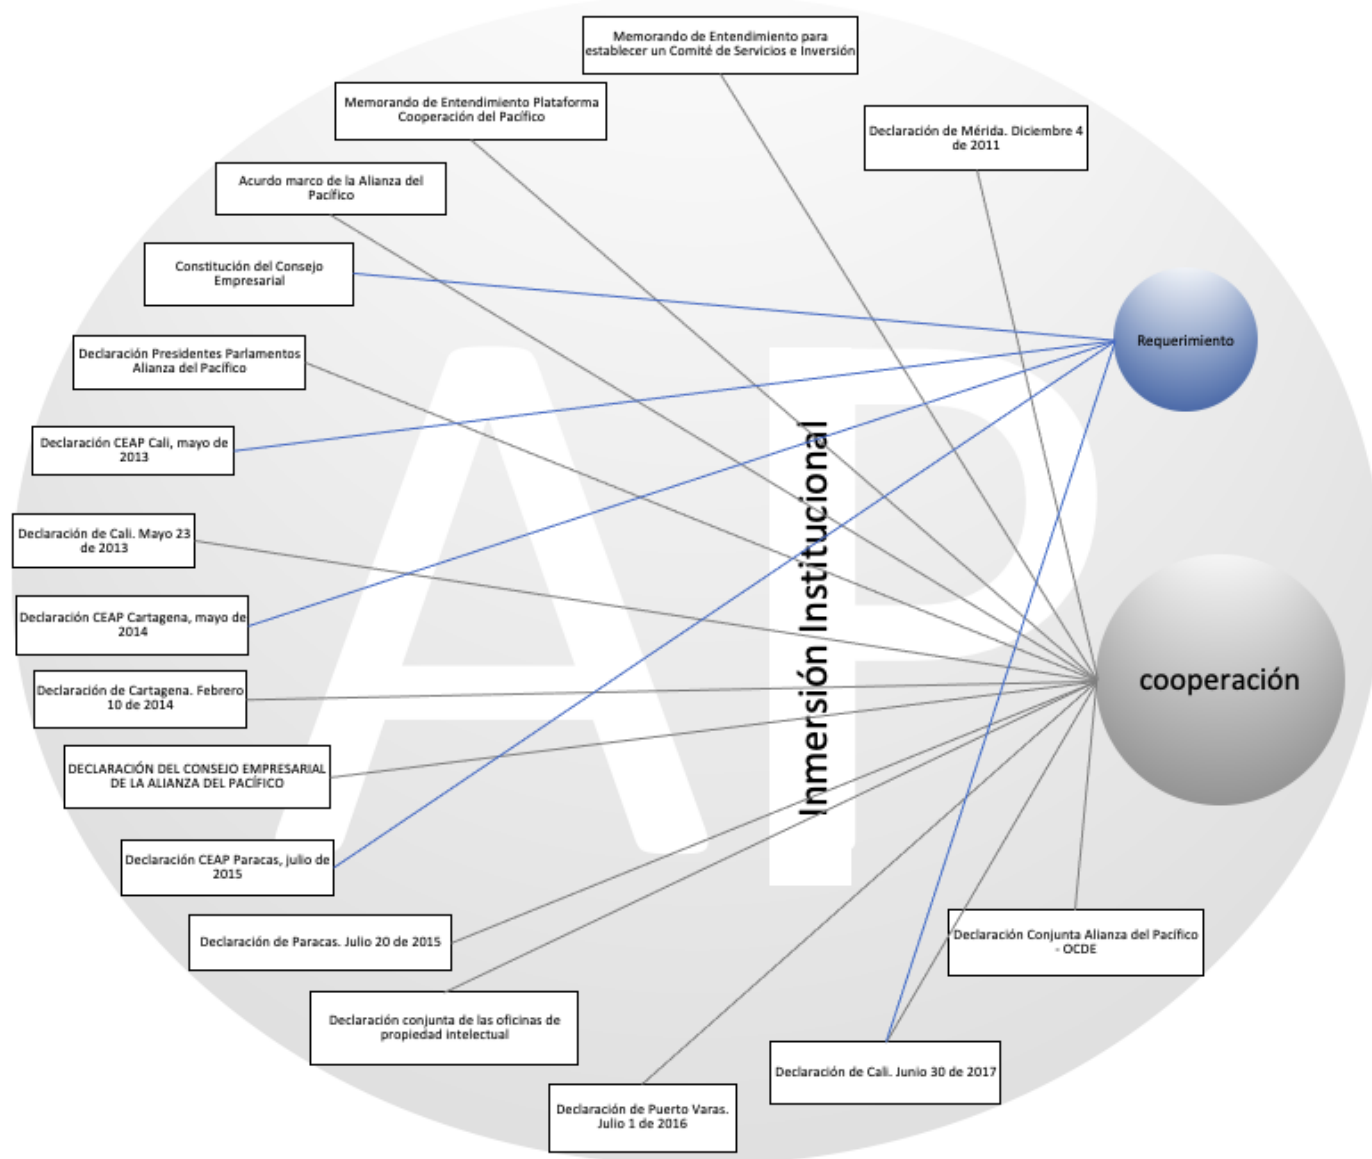 Memorando de Entendimiento para
establecer un Comité de Servicios e Inversión
Memorando de Entendimiento Plataforma
Cooperación del Pacífico
Declaración de Mérida. Diciembre 4
de 2011
Acurdo marco de la Alianza del
Pacífico
Constitución del Consejo
Empresarial
Requerimiento
Declaración Presidentes Parlamentos
Alianza del Pacífico
AP
Declaración CEAP Cali, mayo de
2013
Inmersión Institucional
Declaración de Cali. Mayo 23
de 2013
Declaración CEAP Cartagena, mayo de
2014
cooperación
Declaración de Cartagena. Febrero
10 de 2014
DECLARACIÓN DEL CONSEJO EMPRESARIAL
DE LA ALIANZA DEL PACÍFICO
Declaración CEAP Paracas, julio de
2015
Declaración de Paracas. Julio 20 de 2015
Declaración Conjunta Alianza del Pacífico
- OCDE
Declaración conjunta de las oficinas de
propiedad intelectual
Declaración de Cali. Junio 30 de 2017
Declaración de Puerto Varas.
Julio 1 de 2016